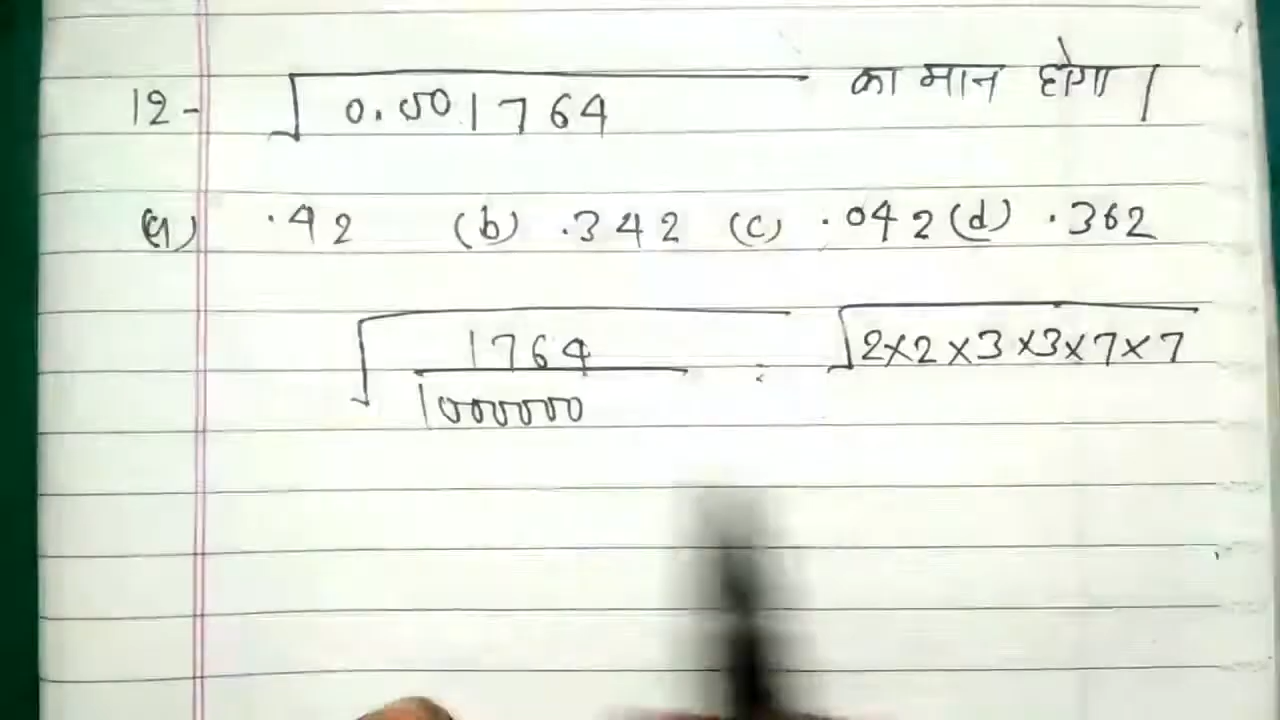 12- √0.001764 का मान होगा |
(a) .42 (b) .342 (c) .042 (d) .362
√1764/1000000 = √2×2×3×3×7×7